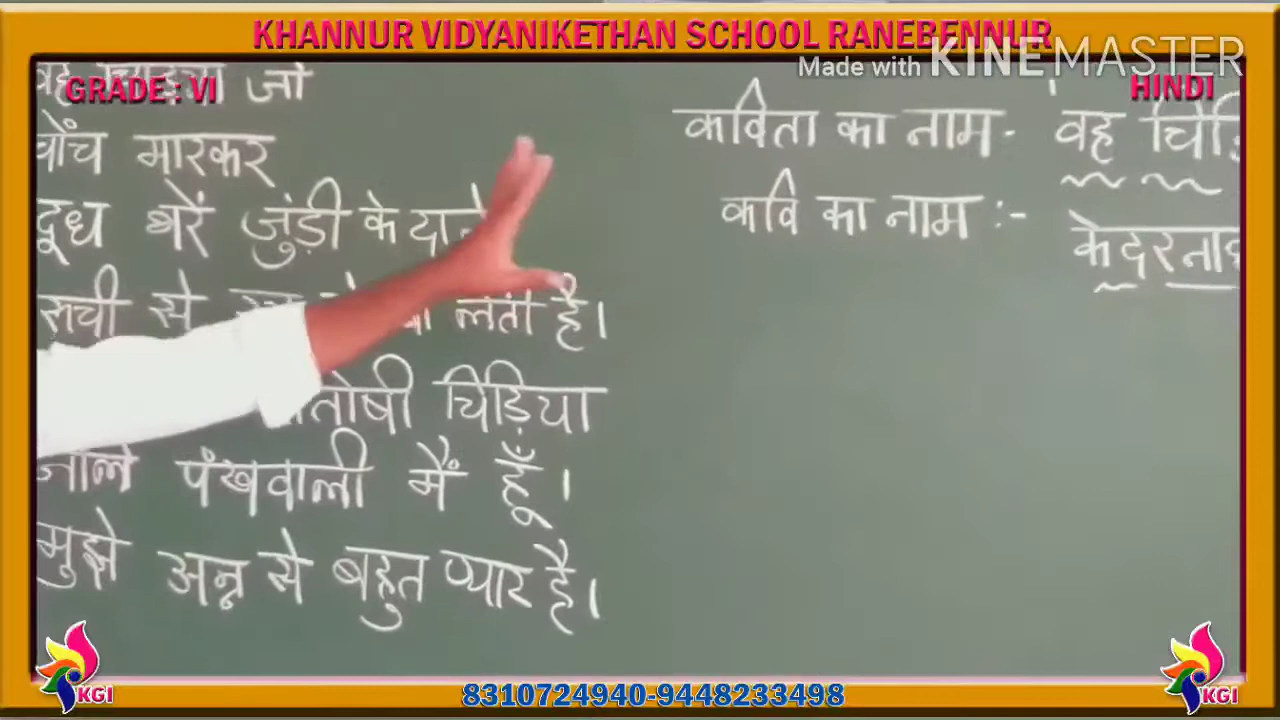 KHANNUR VIDYANIKETHAN SCHOOL RANEBENNUR
Made with KINEMASTER
GRADE : VI
HINDI
वह जो
चोंच मारकर
दूध भरें जुंड़ी के
रुची से लेती है।
चिड़िया
पंखवाली मैं हूँ।
मुझे अन्न से बहुत प्यार है।
कविता का नाम - वह
कवि का नाम :-
KGI
8310724940-9448233498
KGI